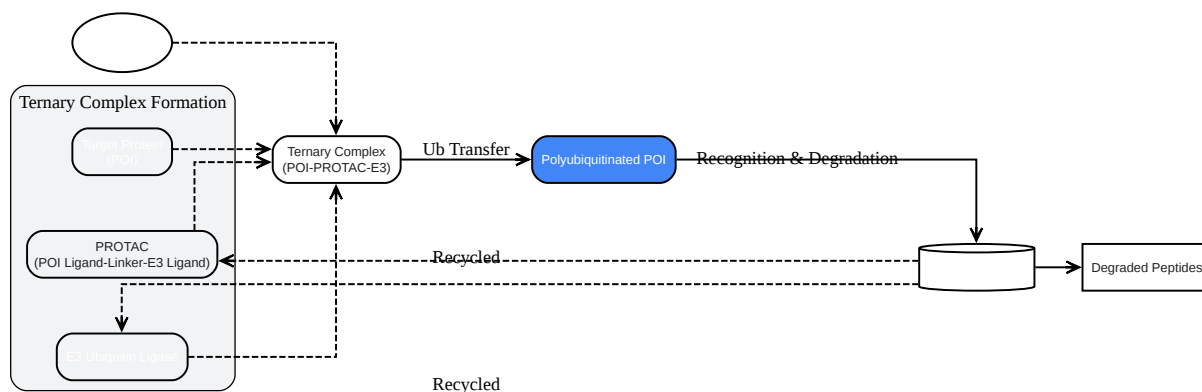 Ternary Complex Formation
Target Protein
(POI)
Ternary Complex
(POI-PROTAC-E3)
Ub Transfer
Polyubiquitinated POI
Recognition & Degradation
PROTAC
(POI Ligand-Linker-E3 Ligand)
Recycled
Degraded Peptides
E3 Ubiquitin Ligase
Recycled